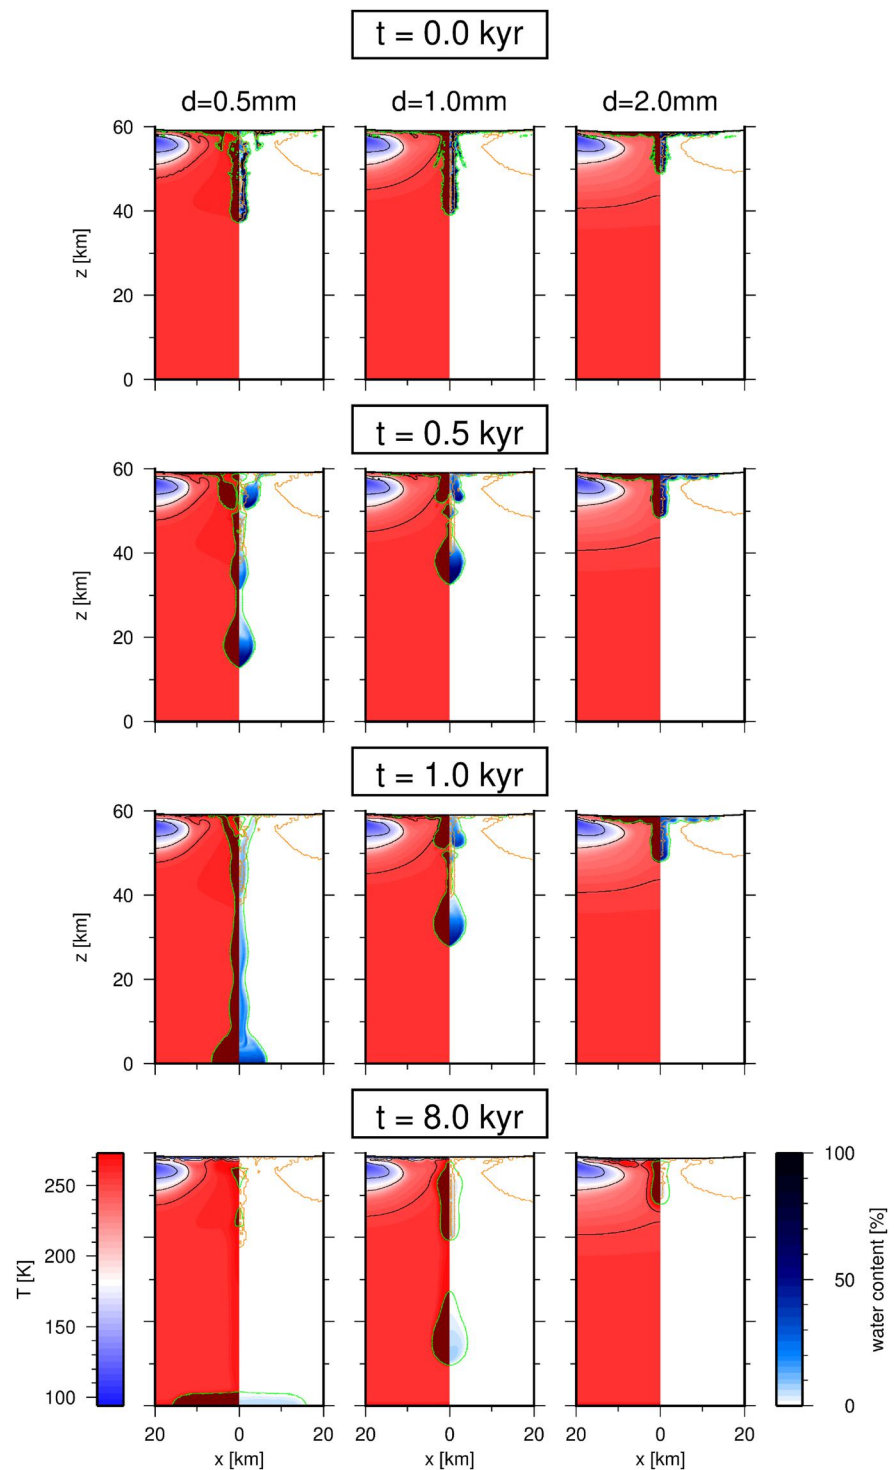 t = 0.0 kyr
d=0.5mm d=1.0mm d=2.0mm
60
40
20
0
z [km]
t = 0.5 kyr
60
40
20
0
z [km]
t = 1.0 kyr
60
40
20
0
z [km]
t = 8.0 kyr
250
200
150
100
T [K]
100
50
0
water content [%]
20 0 20 20 0 20 20 0 20
x [km] x [km] x [km]